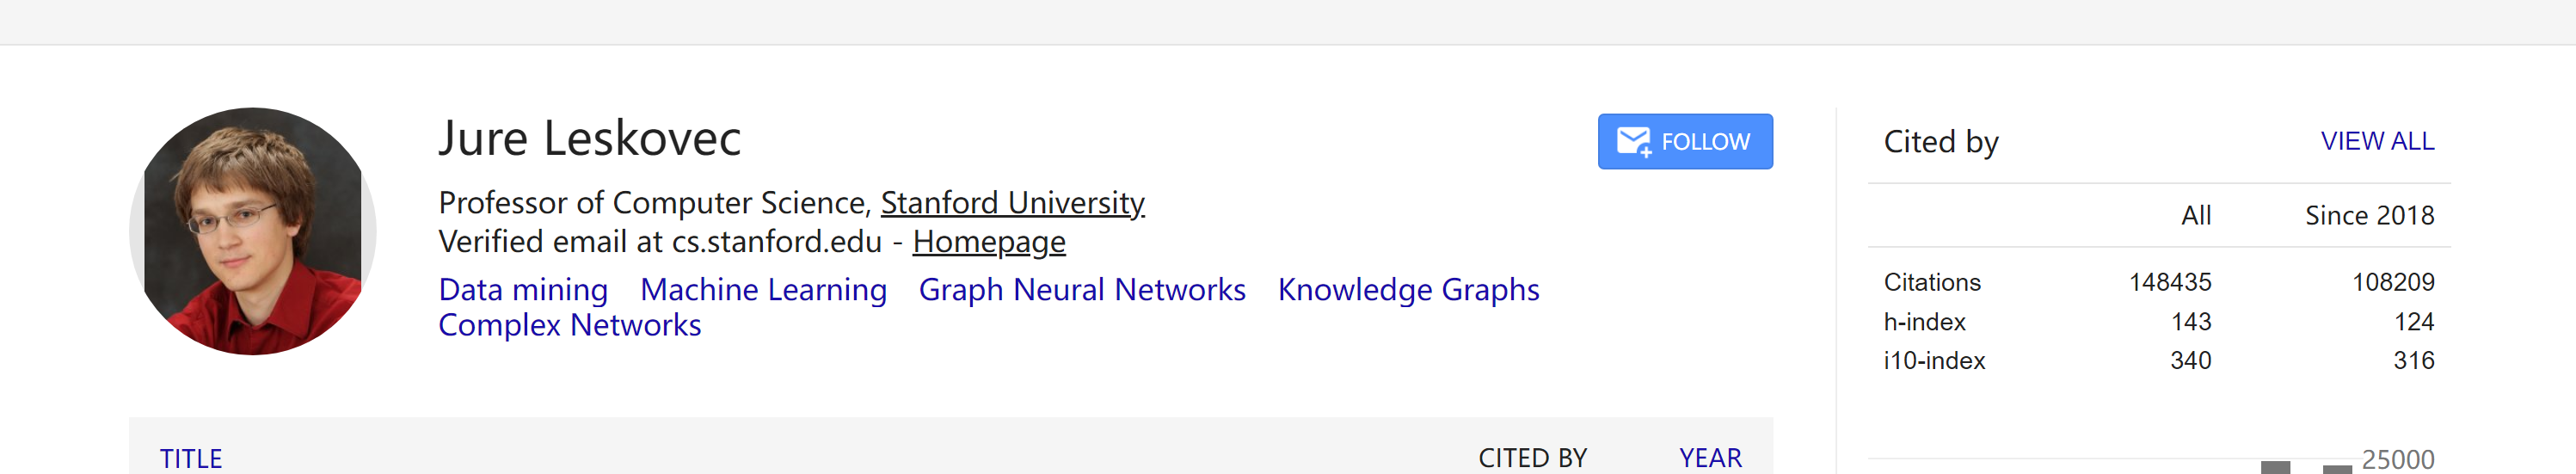 Jure Leskovec
FOLLOW
Professor of Computer Science, Stanford University
Verified email at cs.stanford.edu - Homepage
Data mining Machine Learning Graph Neural Networks Knowledge Graphs
Complex Networks
TITLE CITED BY YEAR
Cited by VIEW ALL
All Since 2018
Citations 148435 108209
h-index 143 124
i10-index 340 316
25000